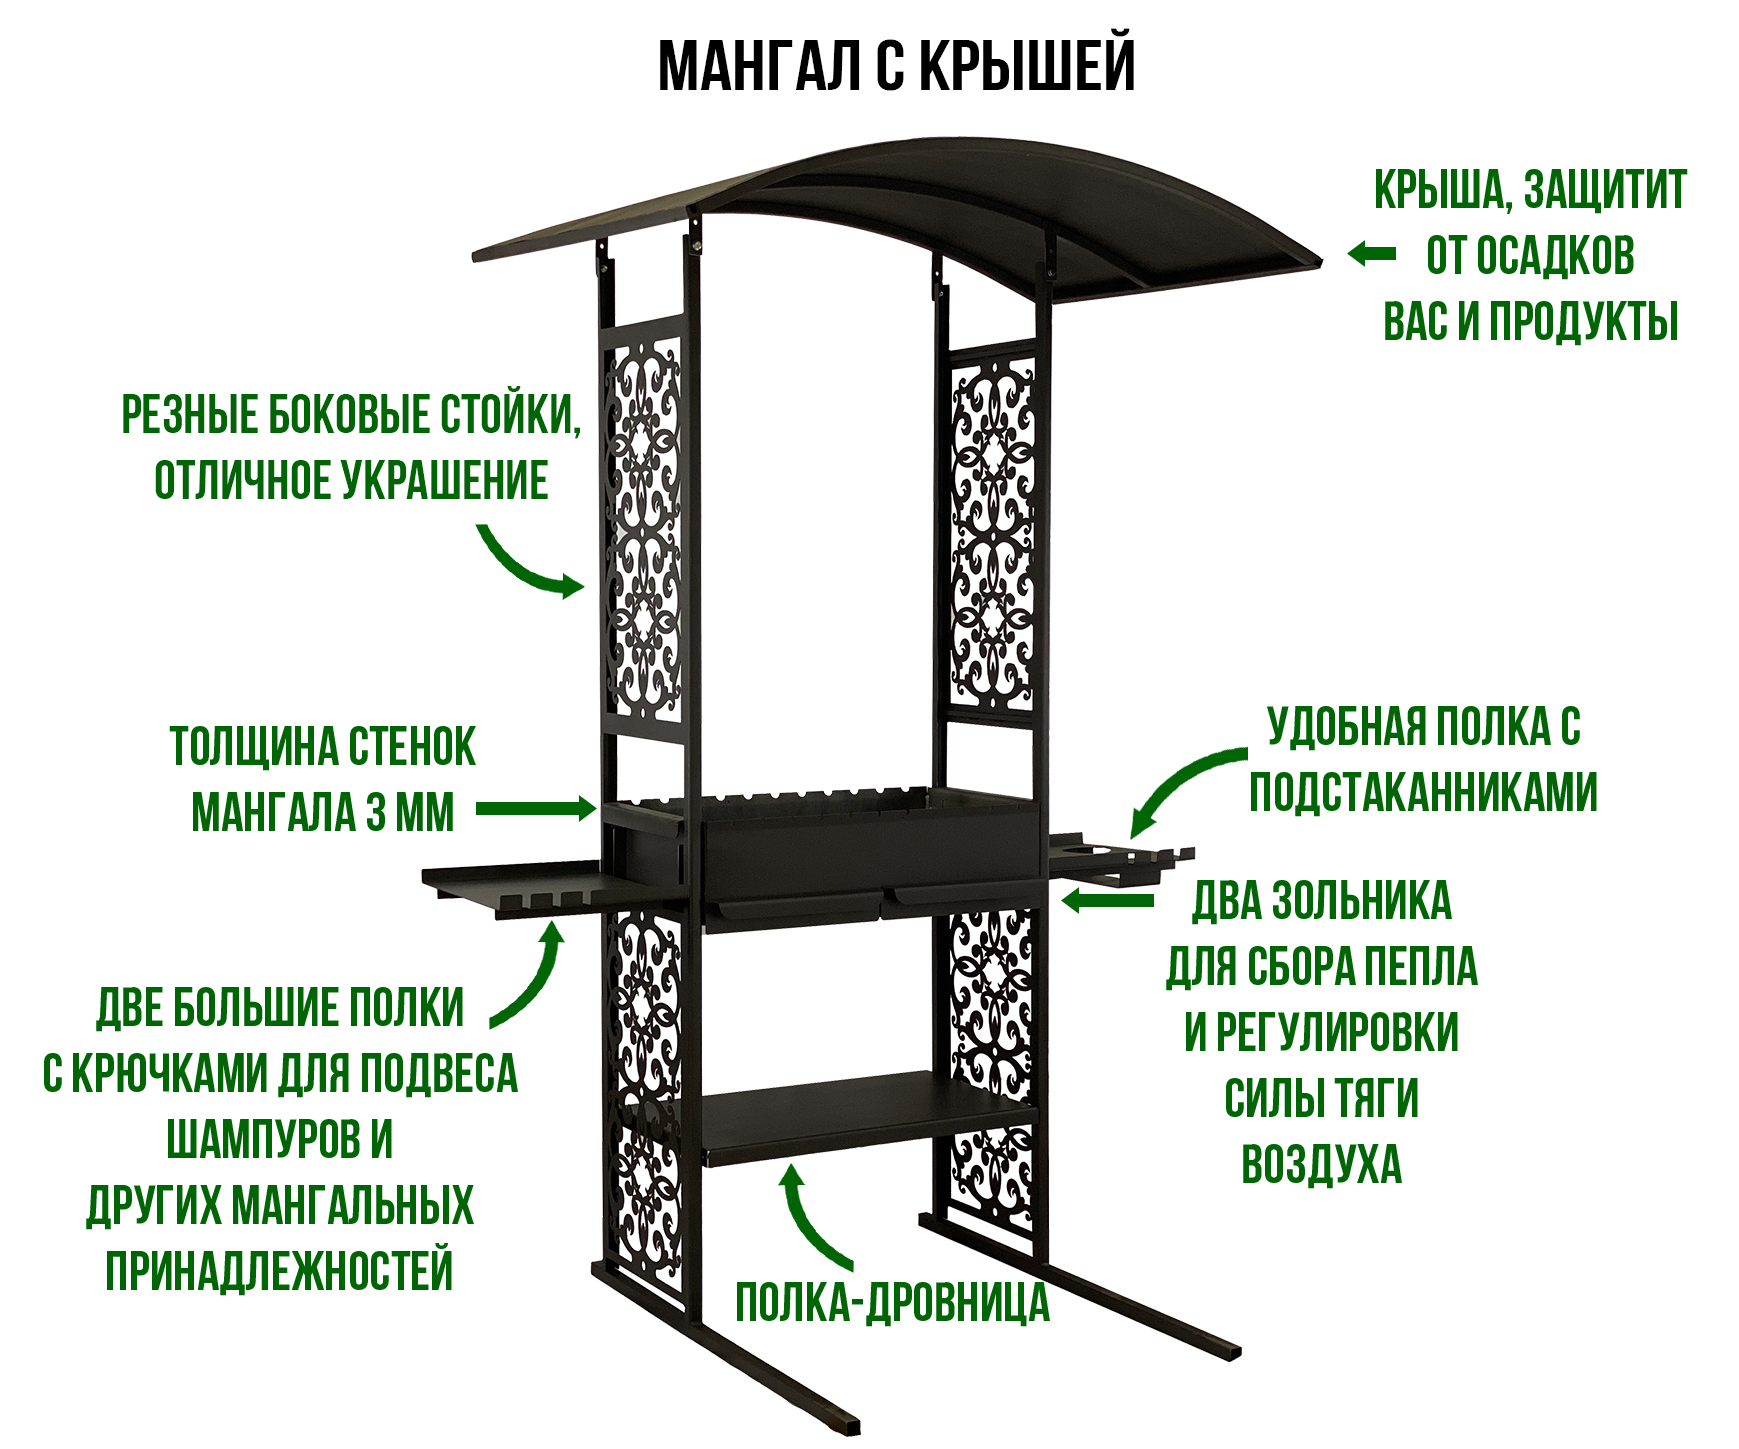 МАНГАЛ С КРЫШЕЙ
КРЫША, ЗАЩИТИТ
ОТ ОСАДКОВ
ВАС И ПРОДУКТЫ
РЕЗНЫЕ БОКОВЫЕ СТОЙКИ,
ОТЛИЧНОЕ УКРАШЕНИЕ
ТОЛЩИНА СТЕНОК
МАНГАЛА 3 ММ
УДОБНАЯ ПОЛКА С
ПОДСТАКАННИКАМИ
ДВА ЗОЛЬНИКА
ДЛЯ СБОРА ПЕПЛА
И РЕГУЛИРОВКИ
СИЛЫ ТЯГИ
ВОЗДУХА
ДВЕ БОЛЬШИЕ ПОЛКИ
С КРЮЧКАМИ ДЛЯ ПОДВЕСА
ШАМПУРОВ И
ДРУГИХ МАНГАЛЬНЫХ
ПРИНАДЛЕЖНОСТЕЙ
ПОЛКА-ДРОВНИЦА